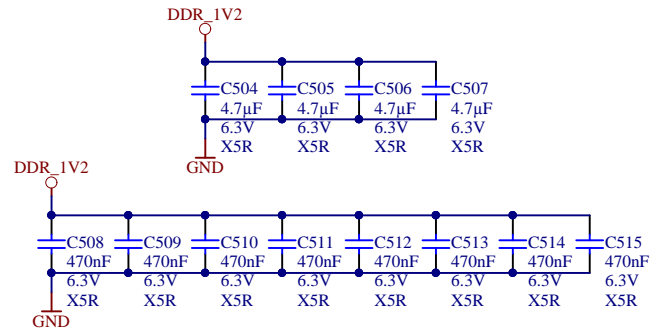 DDR_1V2
C504 C505 C506 C507
4.7µF 4.7µF 4.7µF 4.7µF
6.3V 6.3V 6.3V 6.3V
X5R X5R X5R X5R
GND
DDR_1V2
C508 C509 C510 C511 C512 C513 C514 C515
470nF 470nF 470nF 470nF 470nF 470nF 470nF 470nF
6.3V 6.3V 6.3V 6.3V 6.3V 6.3V 6.3V 6.3V
X5R X5R X5R X5R X5R X5R X5R X5R
GND